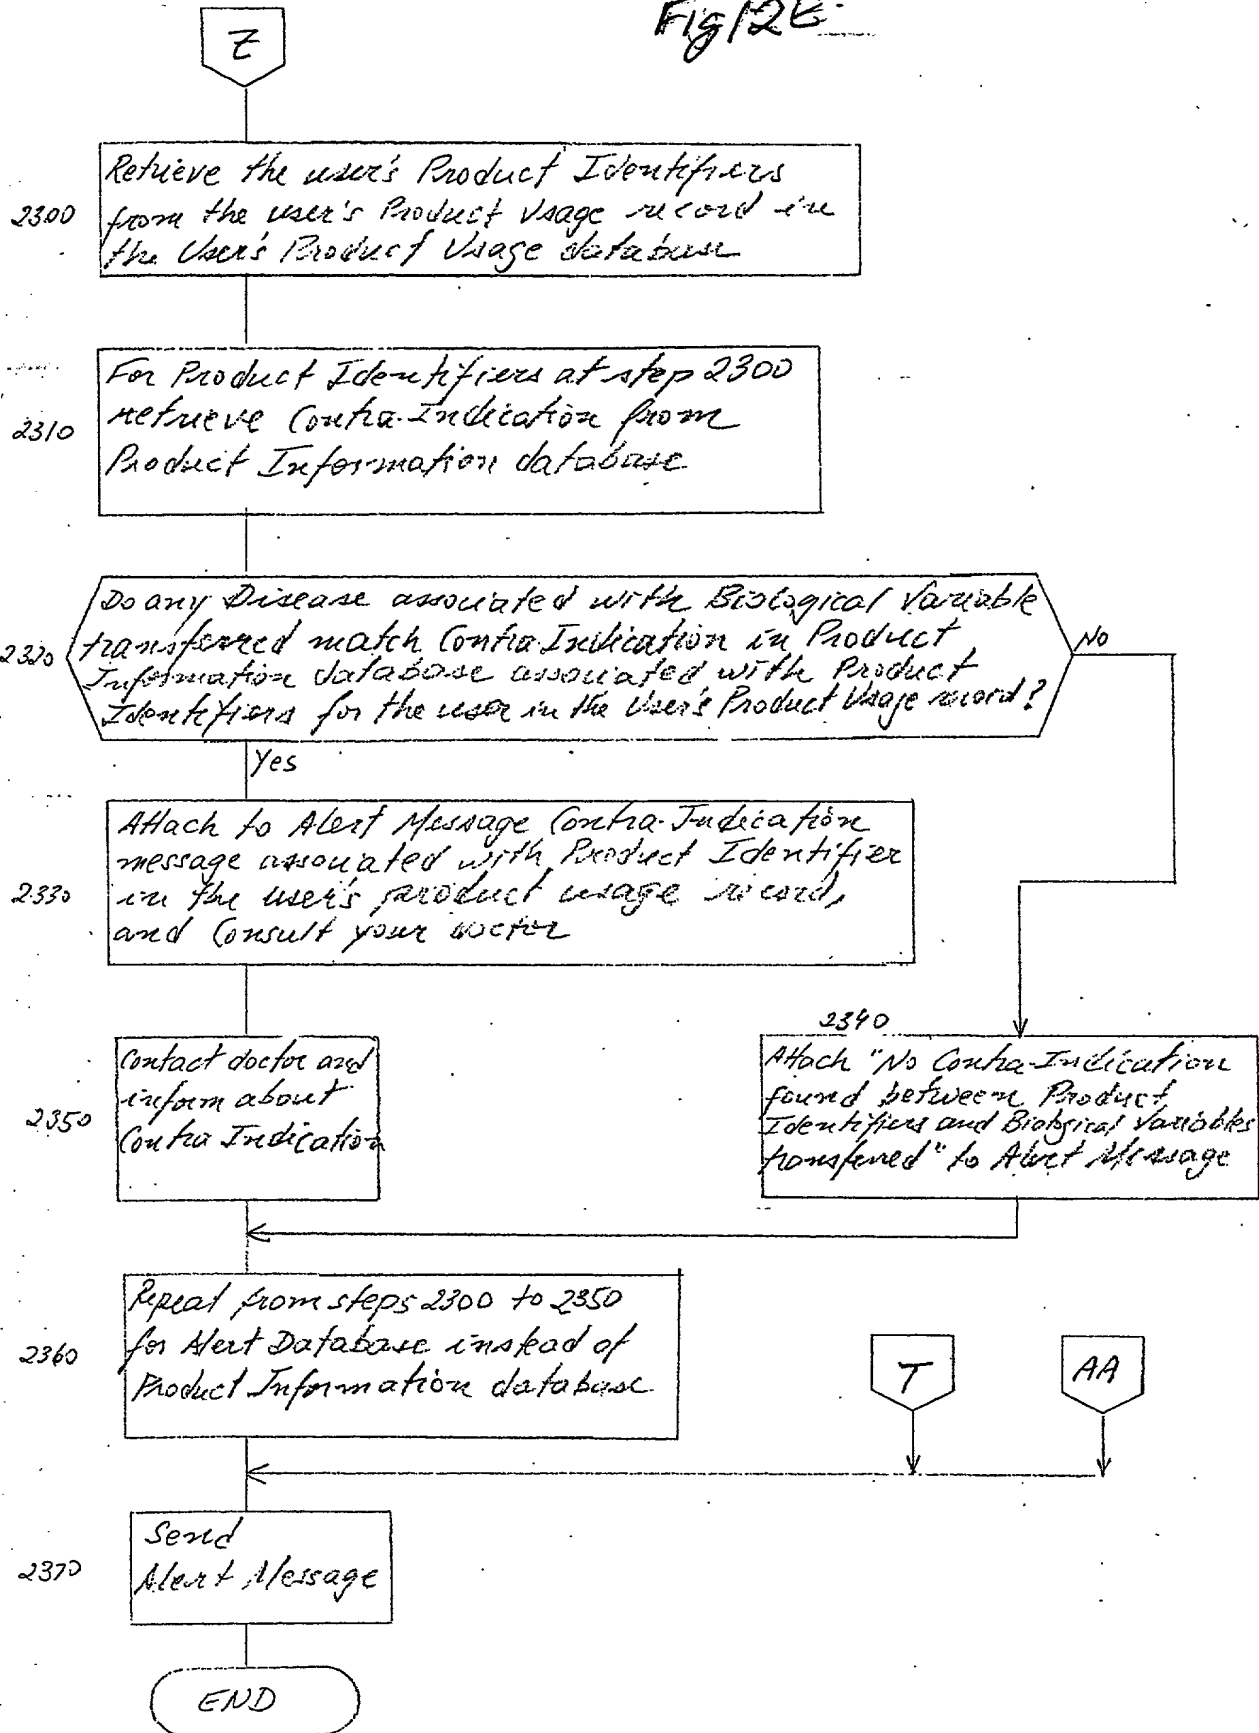 Fig 12E
Z
2300
Retrieve the user's Product Identifiers
from the user's Product Usage record in
the User's Product Usage database
2310
For Product Identifiers at step 2300
retrieve Contra-Indication from
Product Information database
2320
Do any Disease associated with Biological Variable
transferred match Contra-Indication in Product
Information database associated with Product
Identifiers for the user in the User's Product Usage record?
No
Yes
2330
Attach to Alert Message Contra-Indication
message associated with Product Identifier
in the user's product usage record,
and Consult your doctor
2340
Attach "No Contra-Indication
found between Product
Identifiers and Biological Variables
transferred" to Alert Message
2350
Contact doctor and
inform about
Contra Indication
2360
Repeat from steps 2300 to 2350
for Alert Database instead of
Product Information database
T
AA
2370
Send
Alert Message
END